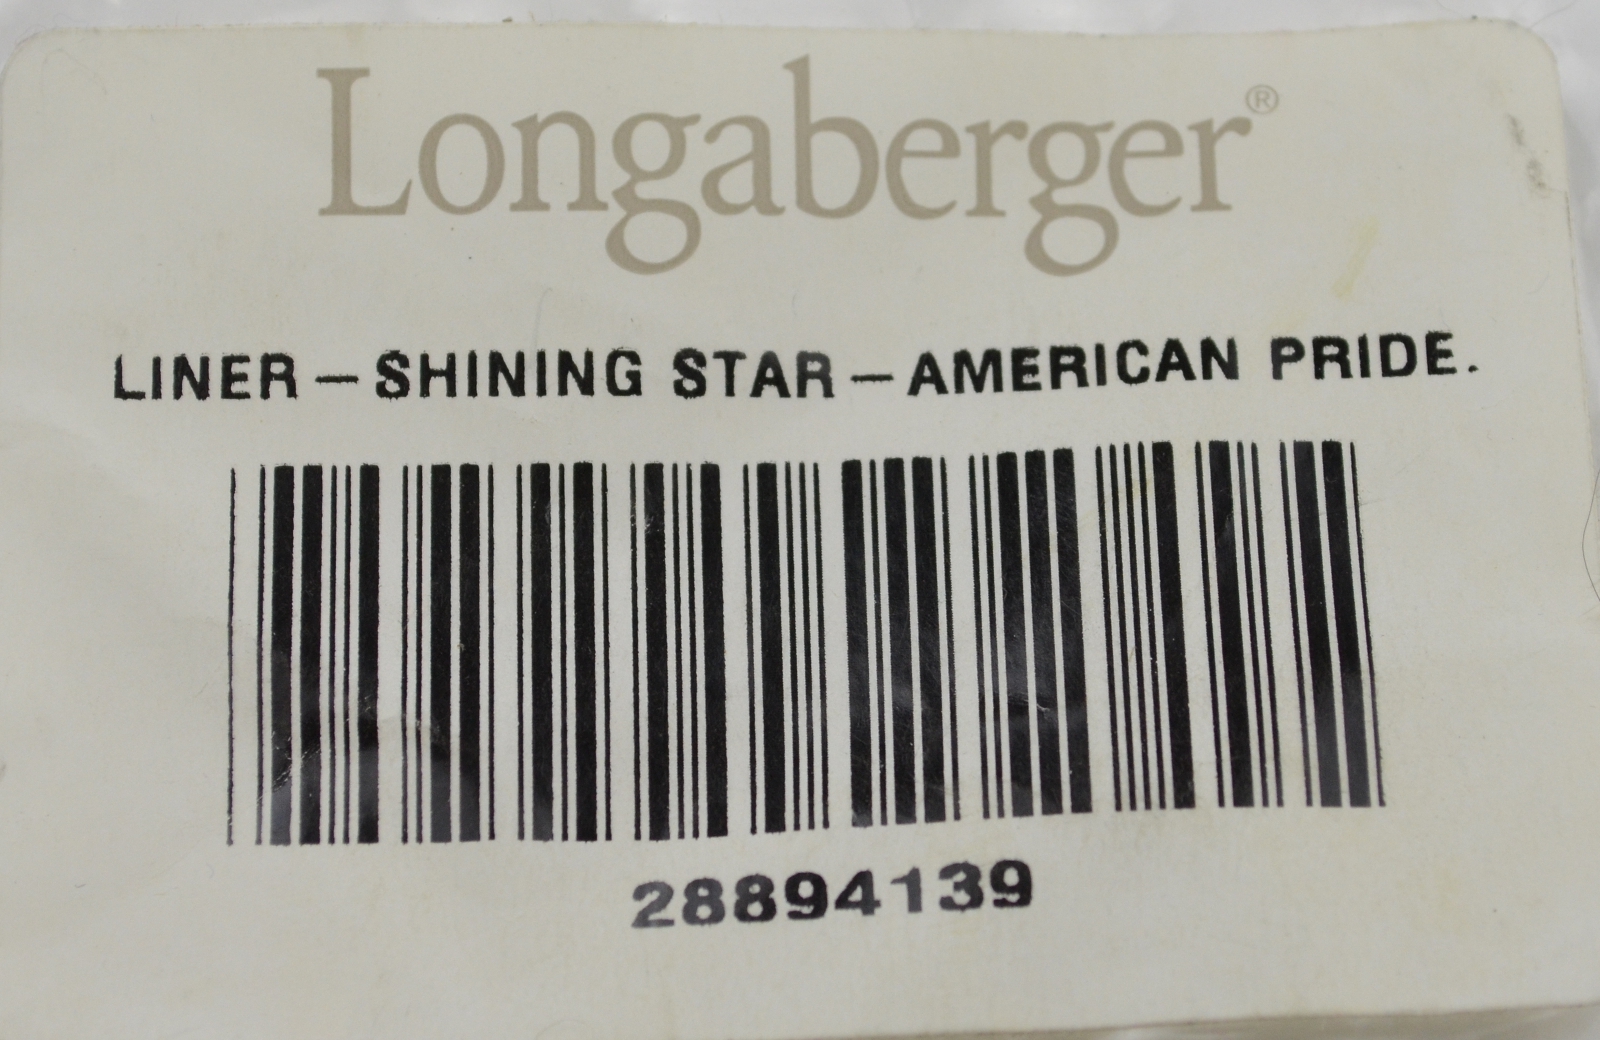 Longaberger®
LINER – SHINING STAR – AMERICAN PRIDE.
28894139